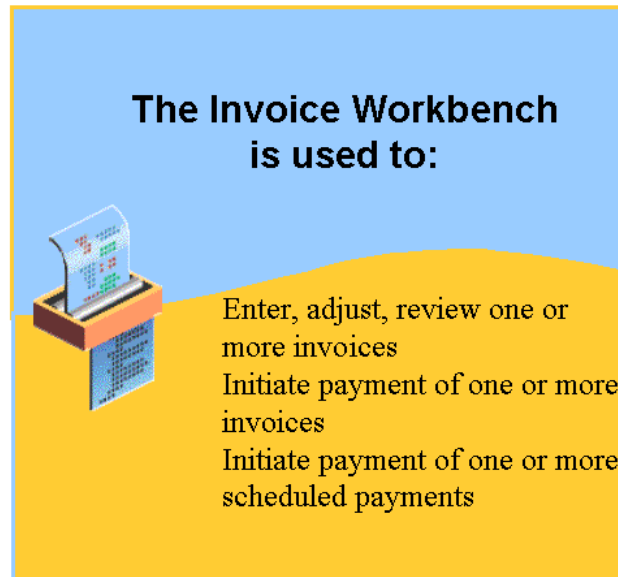 The Invoice Workbench
is used to:
Enter, adjust, review one or
more invoices
Initiate payment of one or more
invoices
Initiate payment of one or more
scheduled payments